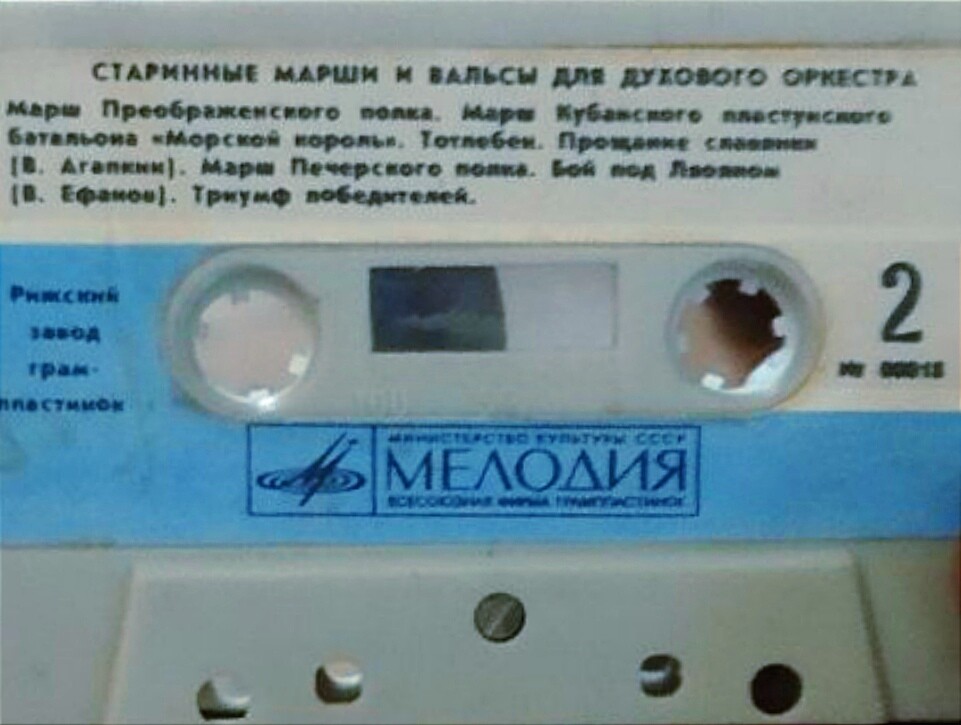 СТАРИННЫЕ МАРШИ И ВАЛЬСЫ ДЛЯ ДУХОВОГО ОРКЕСТРА
Марш Преображенского полка. Марш Кубанского пластунского
батальона «Морской король». Тотлебен. Прощание славянки
(В. Агапкин). Марш Печерского полка. Бой под Ляояном
(В. Ефанов). Триумф победителей.
Рижский
завод
грам-
пластинок
2
МИНИСТЕРСТВО КУЛЬТУРЫ СССР
МЕЛОДИЯ
ВСЕСОЮЗНАЯ ФИРМА ГРАМПЛАСТИНОК